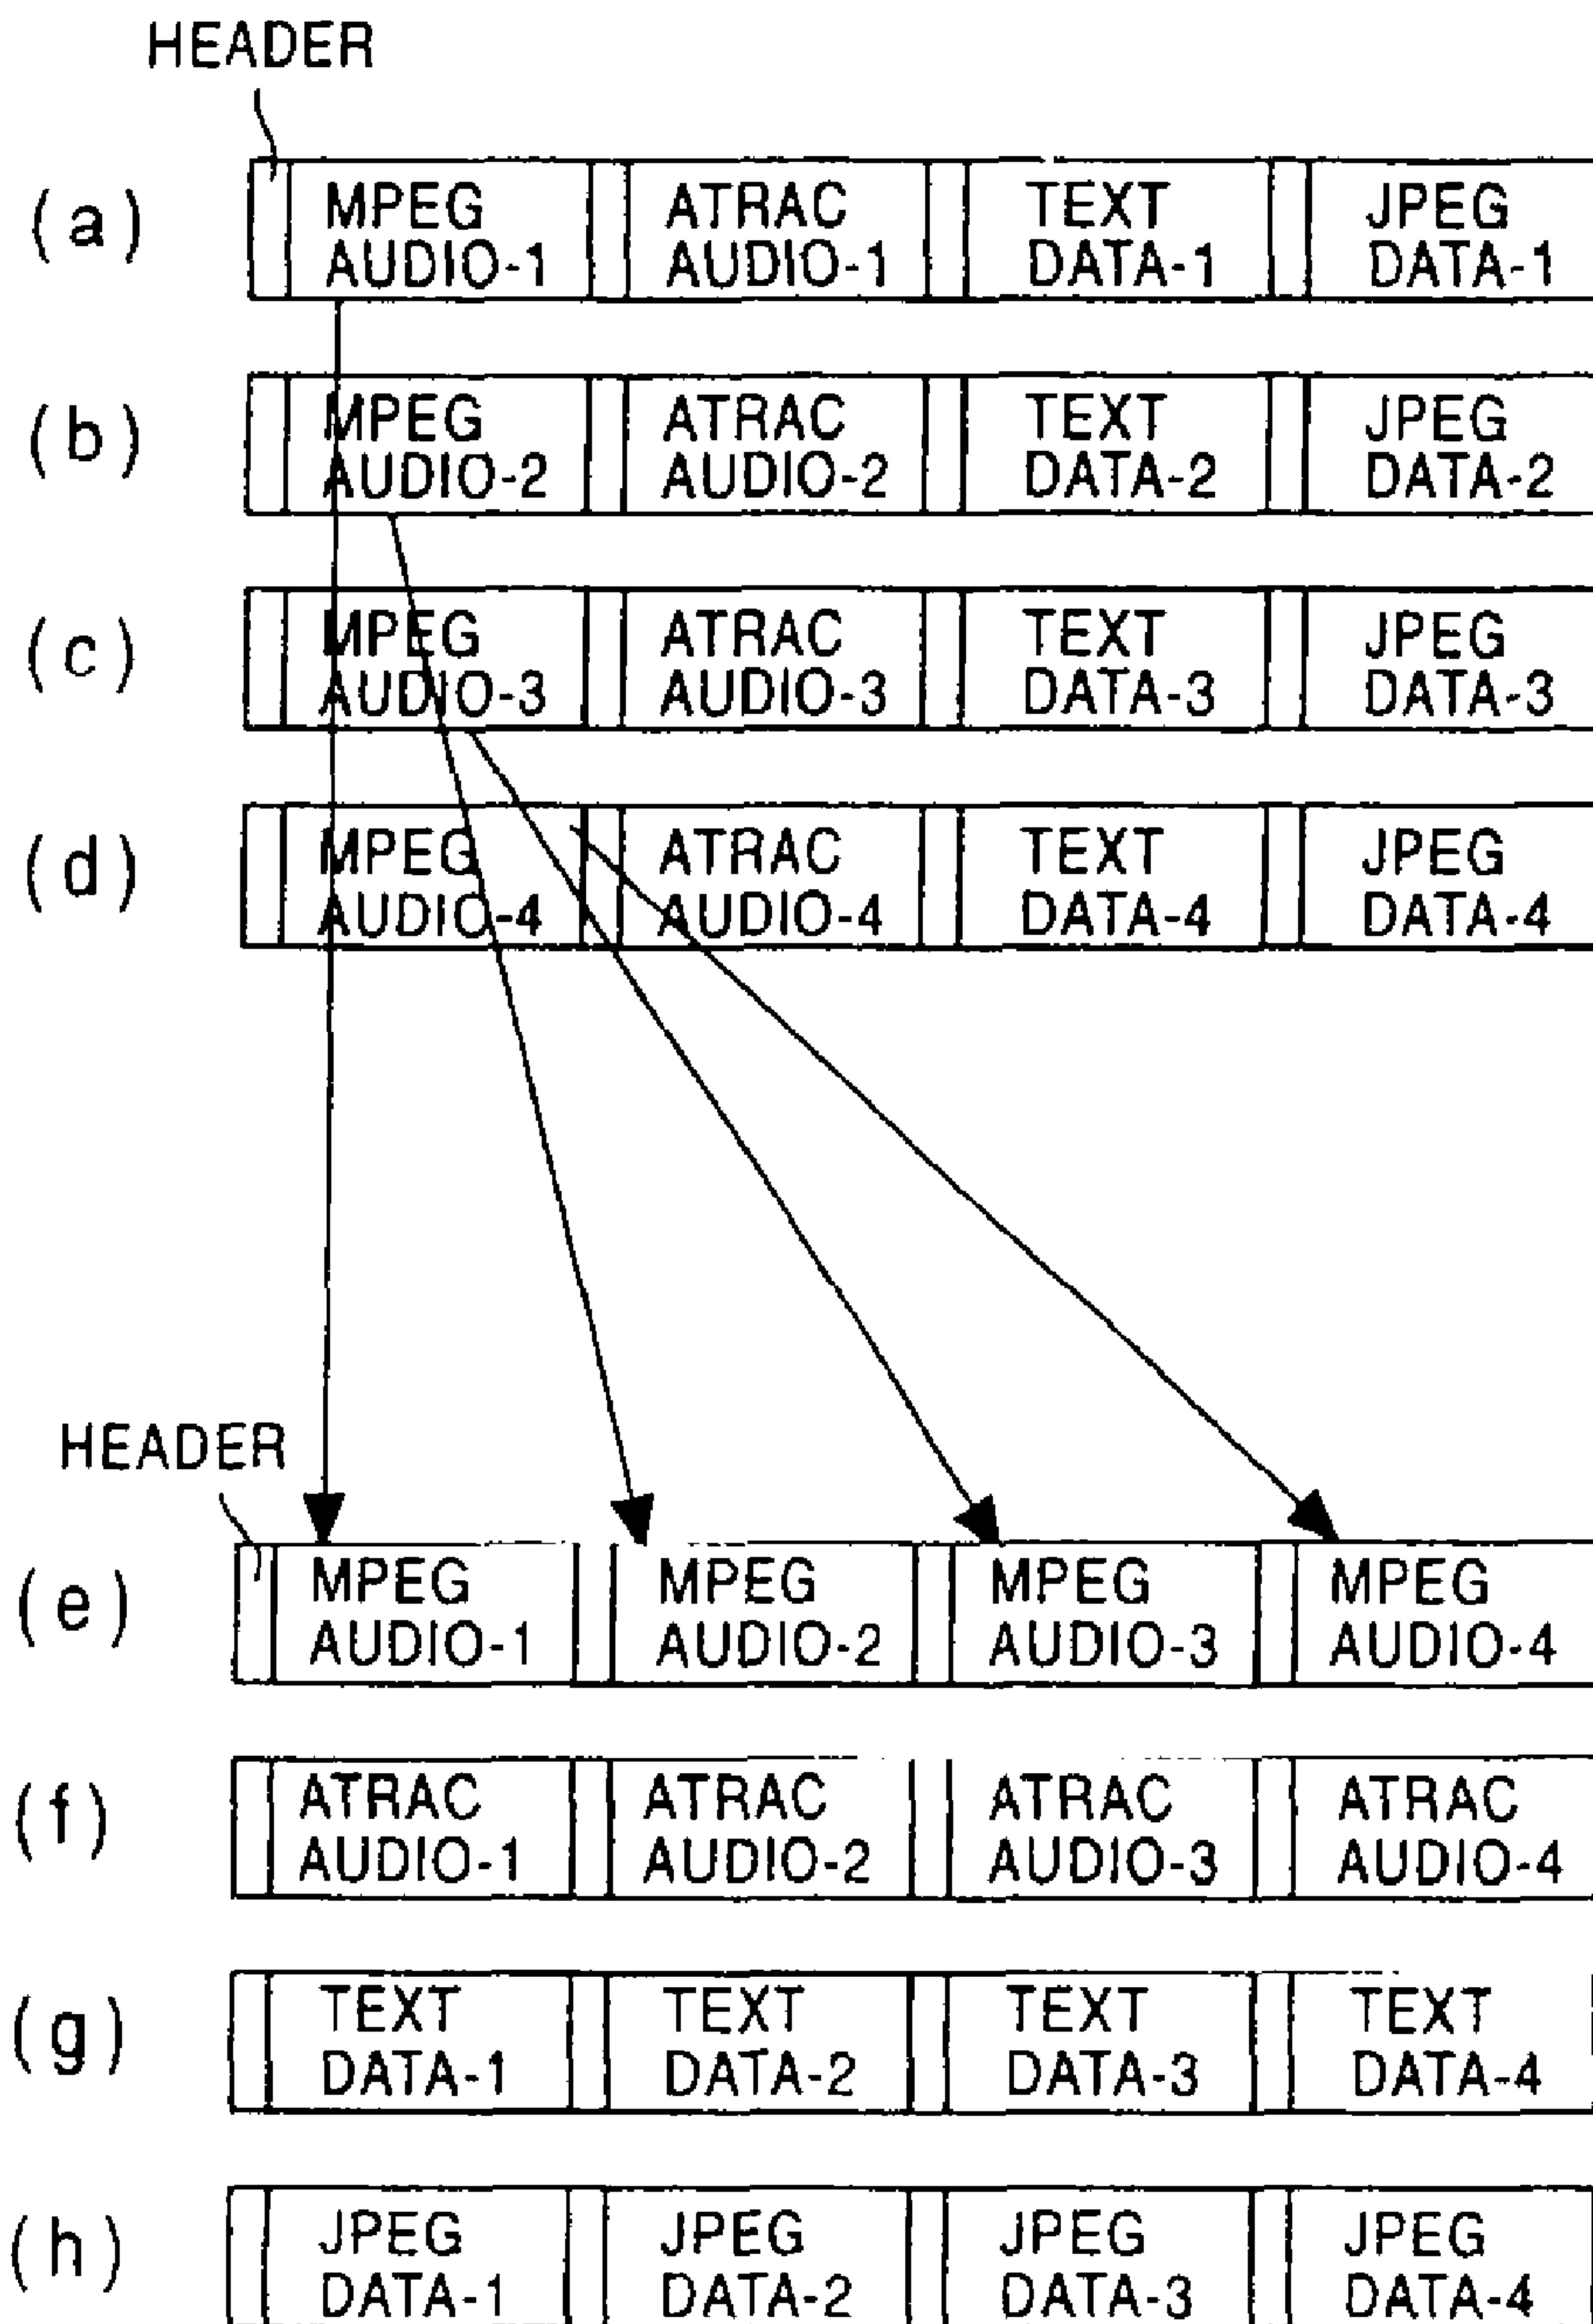 HEADER
(a) MPEG ATRAC TEXT JPEG
AUDIO-1 AUDIO-1 DATA-1 DATA-1
(b) MPEG ATRAC TEXT JPEG
AUDIO-2 AUDIO-2 DATA-2 DATA-2
(c) MPEG ATRAC TEXT JPEG
AUDIO-3 AUDIO-3 DATA-3 DATA-3
(d) MPEG ATRAC TEXT JPEG
AUDIO-4 AUDIO-4 DATA-4 DATA-4
HEADER
(e) MPEG MPEG MPEG MPEG
AUDIO-1 AUDIO-2 AUDIO-3 AUDIO-4
(f) ATRAC ATRAC ATRAC ATRAC
AUDIO-1 AUDIO-2 AUDIO-3 AUDIO-4
(g) TEXT TEXT TEXT TEXT
DATA-1 DATA-2 DATA-3 DATA-4
(h) JPEG JPEG JPEG JPEG
DATA-1 DATA-2 DATA-3 DATA-4